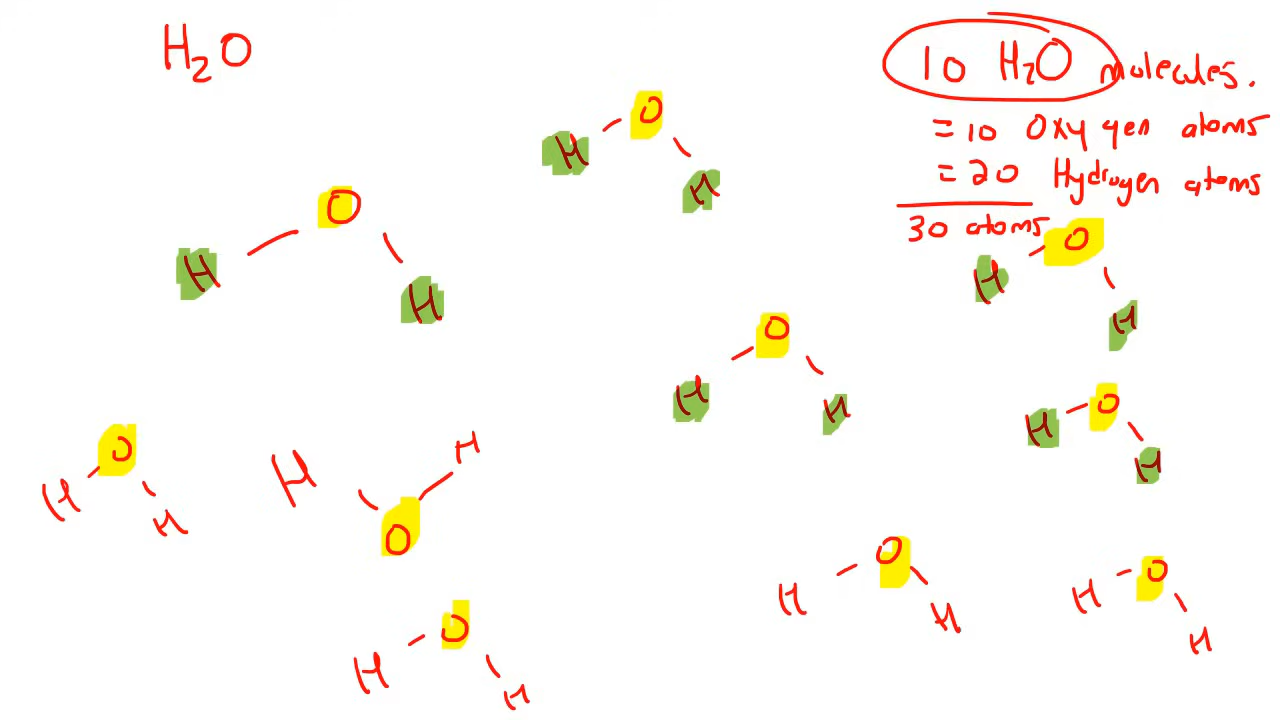 H₂O
10 H₂O molecules.
= 10 Oxygen atoms
= 20 Hydrogen atoms
30 atoms
O
H H
O
H H
O
H H
O
H H
O
H H
O
H H
H H
O
O
H H
O
H H
O
H H